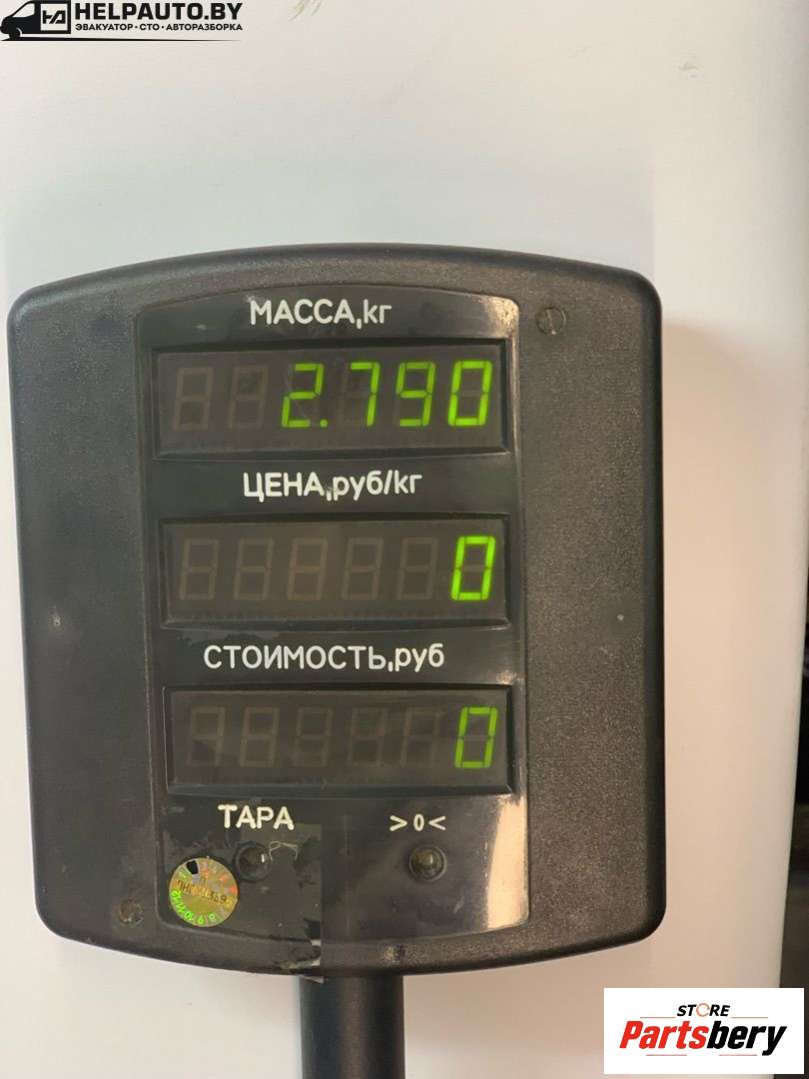 HELPAUTO.BY
ЭВАКУАТОР • СТО • АВТОРАЗБОРКА
МАССА,кг
2.790
ЦЕНА,руб/кг
0
СТОИМОСТЬ,руб
0
ТАРА >0<
STORE
Partsbery